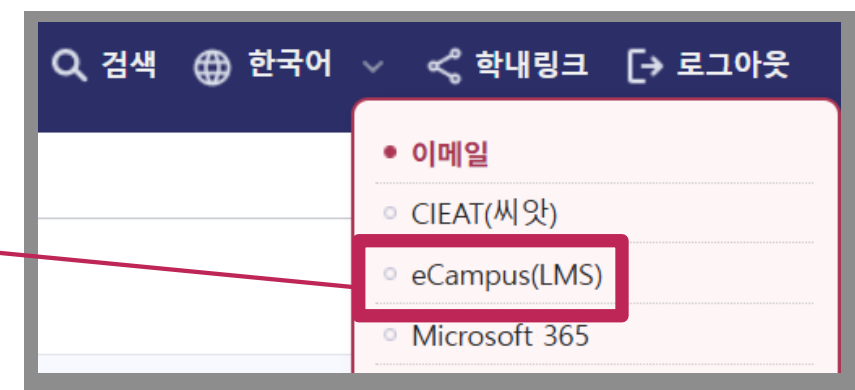 검색 한국어 학내링크 로그아웃
이메일
CIEAT(씨앗)
eCampus(LMS)
Microsoft 365